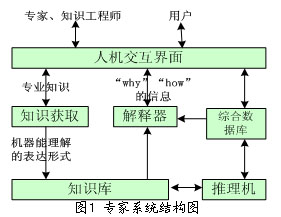 专家、知识工程师
用户
人机交互界面
专业知识
“why” “how”
的信息
知识获取
解释器
综合数
据库
机器能理解
的表达形式
知识库
推理机
图1 专家系统结构图